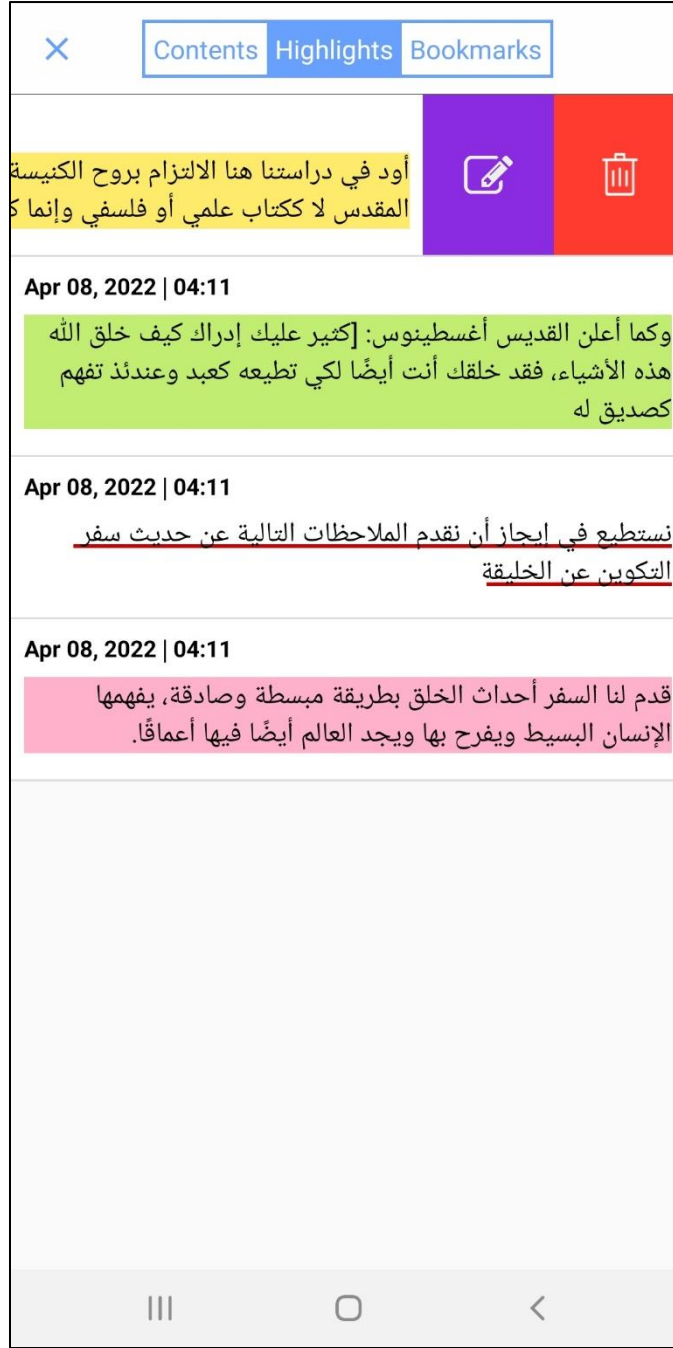 Contents Highlights Bookmarks
أود في دراستنا هنا الالتزام بروح الكنيسة
المقدس لا ككتاب علمي أو فلسفي وإنما
Apr 08, 2022 | 04:11
وكما أعلن القديس أغسطينوس: [كثير عليك إدراك كيف خلق الله
هذه الأشياء، فقد خلقك أنت أيضًا لكي تطيعه كعبد وعندئذ تفهم
كصديق له
Apr 08, 2022 | 04:11
نستطيع في إيجاز أن نقدم الملاحظات التالية عن حديث سفر
التكوين عن الخليقة
Apr 08, 2022 | 04:11
قدم لنا السفر أحداث الخلق بطريقة مبسطة وصادقة، يفهمها
الإنسان البسيط ويفرح بها ويجد العالم أيضًا فيها أعماقًا.